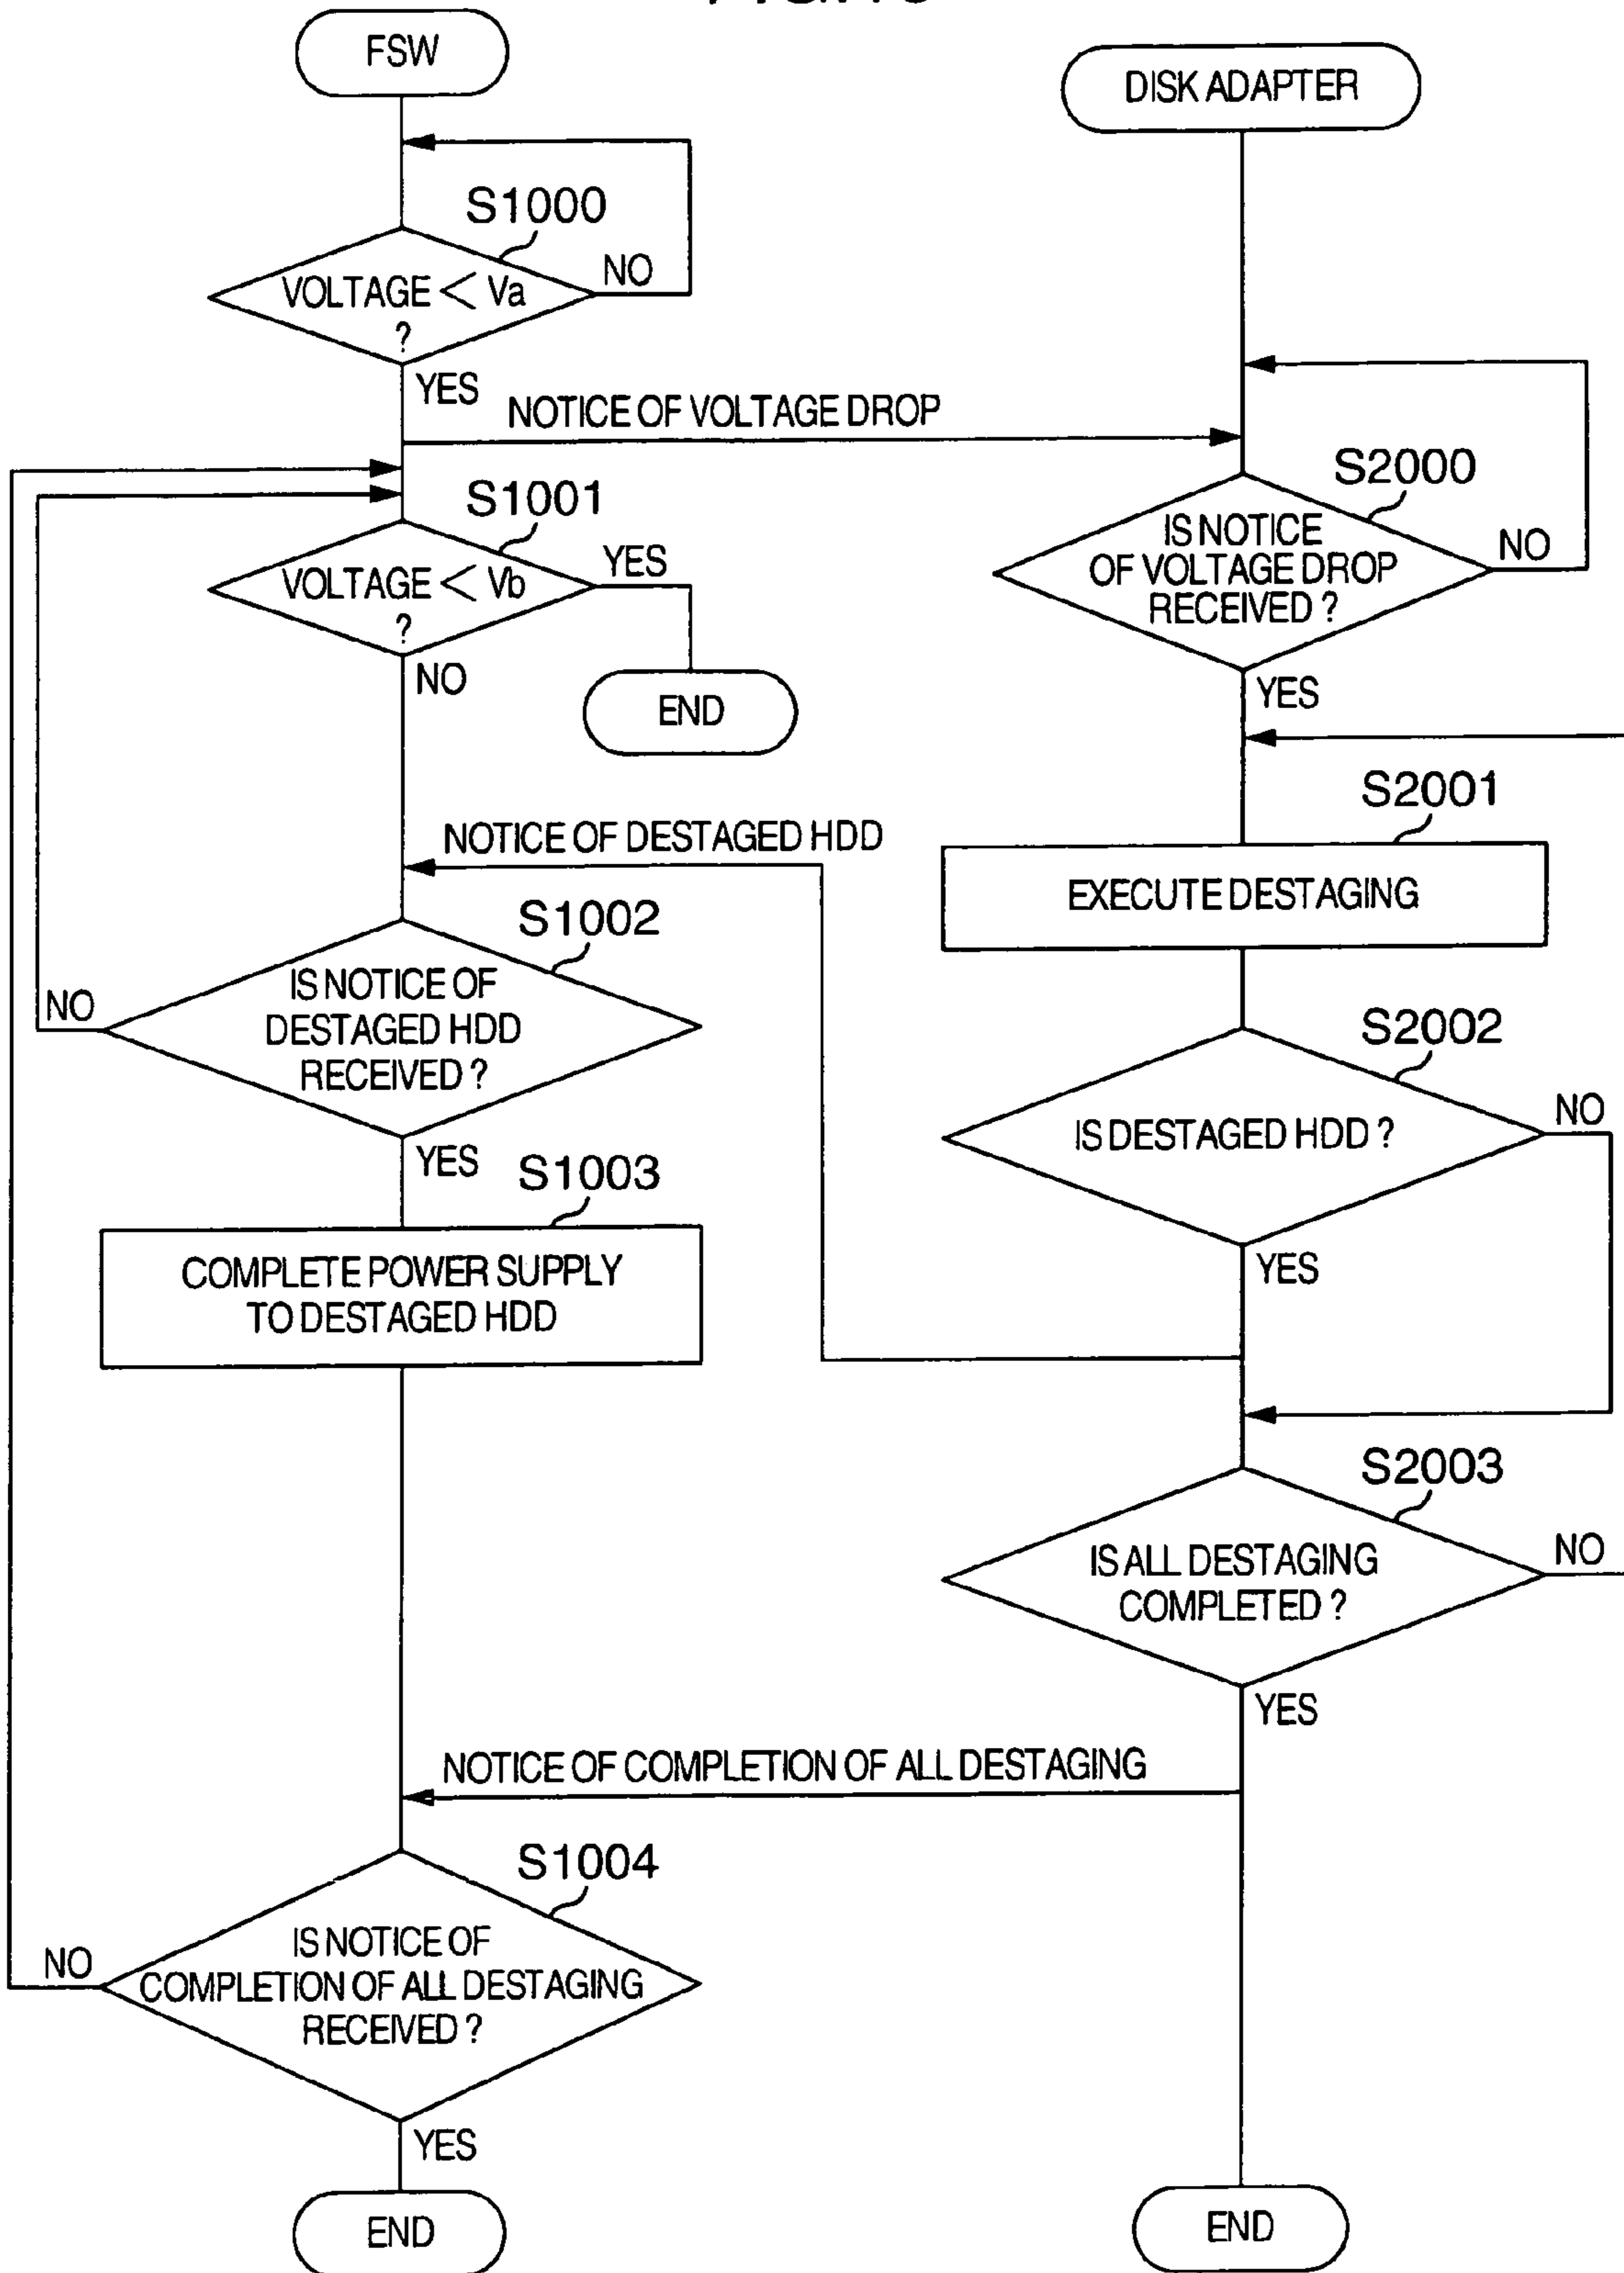 FSW
DISK ADAPTER
S1000
VOLTAGE < Va
?
NO
YES
NOTICE OF VOLTAGE DROP
S1001
VOLTAGE < Vb
?
YES
NO
END
S2000
IS NOTICE
OF VOLTAGE DROP
RECEIVED ?
NO
YES
NOTICE OF DESTAGED HDD
S2001
EXECUTE DESTAGING
S1002
IS NOTICE OF
DESTAGED HDD
RECEIVED ?
NO
YES
S2002
IS DESTAGED HDD ?
NO
YES
S1003
COMPLETE POWER SUPPLY
TO DESTAGED HDD
S2003
IS ALL DESTAGING
COMPLETED ?
NO
YES
NOTICE OF COMPLETION OF ALL DESTAGING
S1004
IS NOTICE OF
COMPLETION OF ALL DESTAGING
RECEIVED ?
NO
YES
END
END